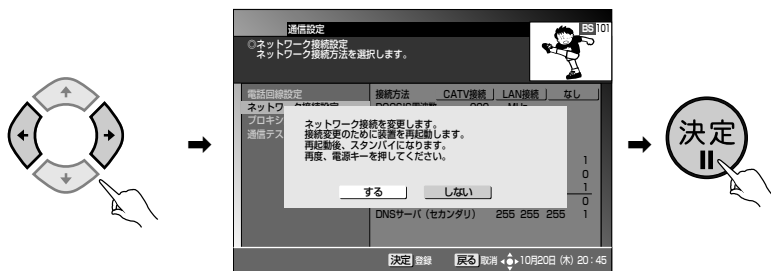 通信設定
BS 101
◎ネットワーク接続設定
ネットワーク接続方法を選択します。
電話回線設定
接続方法 CATV接続 LAN接続 なし
ネットワーク接続設定
プロキシ
通信テス
ネットワーク接続を変更します。
接続変更のために装置を再起動します。
再起動後、スタンバイになります。
再度、電源キーを押してください。
1
0
1
0
する しない
DNSサーバ（セカンダリ） 255 255 255 1
決定 登録 戻る 取消 10月20日（木）20：45
決定